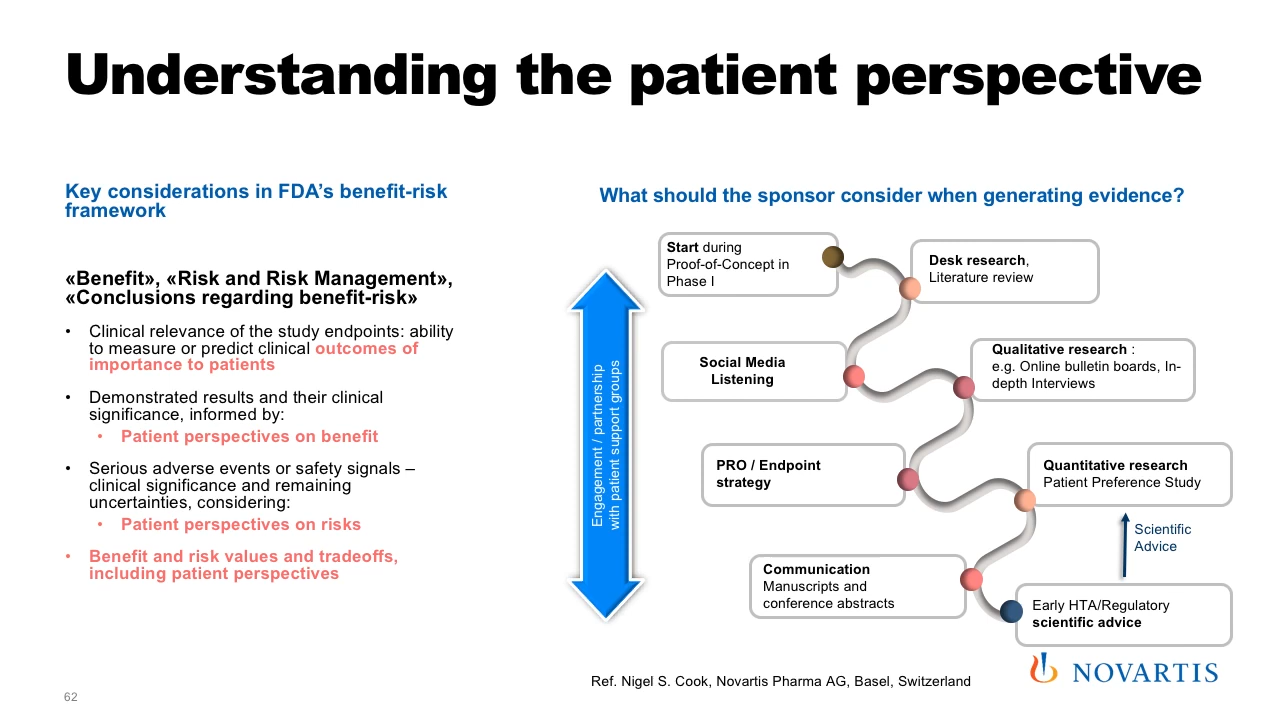 Understanding the patient perspective
Key considerations in FDA’s benefit-risk
framework
«Benefit», «Risk and Risk Management»,
«Conclusions regarding benefit-risk»
• Clinical relevance of the study endpoints: ability
to measure or predict clinical outcomes of
importance to patients
• Demonstrated results and their clinical
significance, informed by:
• Patient perspectives on benefit
• Serious adverse events or safety signals –
clinical significance and remaining
uncertainties, considering:
• Patient perspectives on risks
• Benefit and risk values and tradeoffs,
including patient perspectives
What should the sponsor consider when generating evidence?
Engagement / partnership
with patient support groups
Start during
Proof-of-Concept in
Phase I
Desk research,
Literature review
Social Media
Listening
Qualitative research :
e.g. Online bulletin boards, In-
depth Interviews
PRO / Endpoint
strategy
Quantitative research
Patient Preference Study
Scientific
Advice
Communication
Manuscripts and
conference abstracts
Early HTA/Regulatory
scientific advice
Ref. Nigel S. Cook, Novartis Pharma AG, Basel, Switzerland
NOVARTIS
62